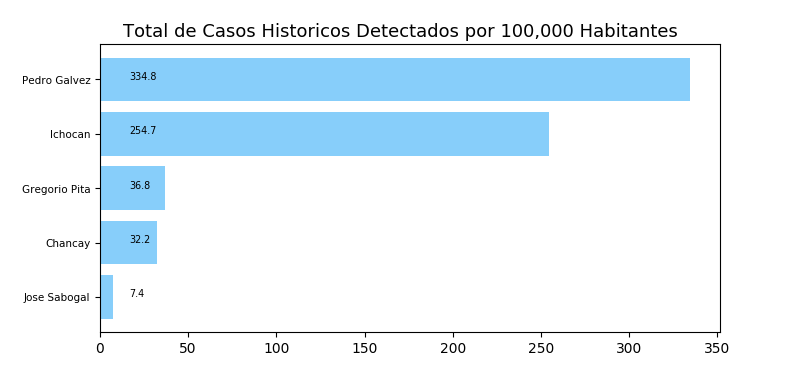 Total de Casos Historicos Detectados por 100,000 Habitantes
Pedro Galvez 334.8
Ichocan 254.7
Gregorio Pita 36.8
Chancay 32.2
Jose Sabogal 7.4
0 50 100 150 200 250 300 350